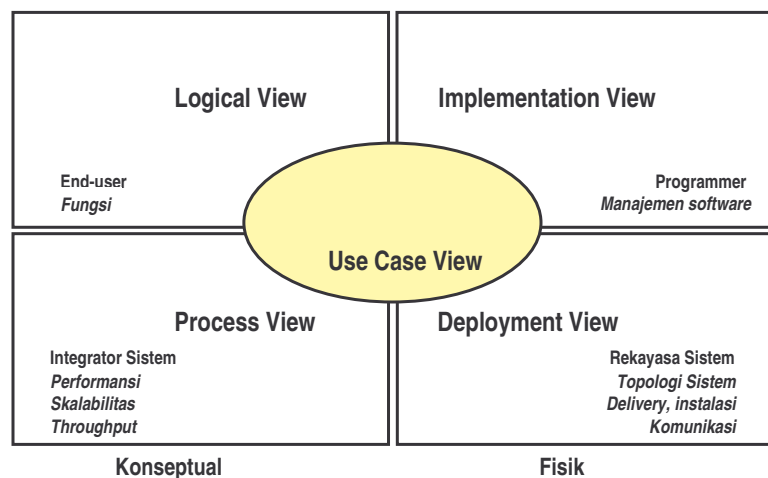 Logical View
Implementation View
End-user
Fungsi
Programmer
Manajemen software
Use Case View
Process View
Deployment View
Integrator Sistem
Performansi
Skalabilitas
Throughput
Rekayasa Sistem
Topologi Sistem
Delivery, instalasi
Komunikasi
Konseptual
Fisik